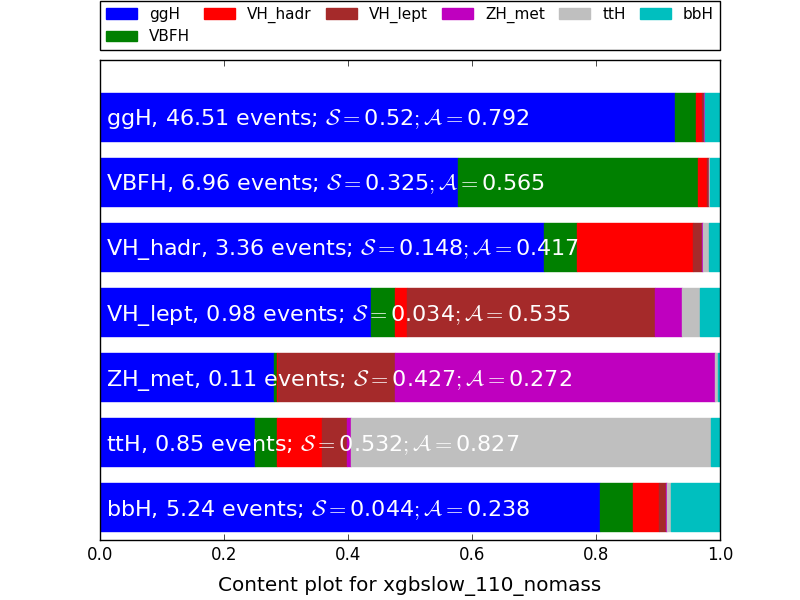 ggH VH_hadr VH_lept ZH_met ttH bbH
VBFH
ggH, 46.51 events; 𝒮 = 0.52; 𝒜 = 0.792
VBFH, 6.96 events; 𝒮 = 0.325; 𝒜 = 0.565
VH_hadr, 3.36 events; 𝒮 = 0.148; 𝒜 = 0.417
VH_lept, 0.98 events; 𝒮 = 0.034; 𝒜 = 0.535
ZH_met, 0.11 events; 𝒮 = 0.427; 𝒜 = 0.272
ttH, 0.85 events; 𝒮 = 0.532; 𝒜 = 0.827
bbH, 5.24 events; 𝒮 = 0.044; 𝒜 = 0.238
0.0 0.2 0.4 0.6 0.8 1.0
Content plot for xgbslow_110_nomass